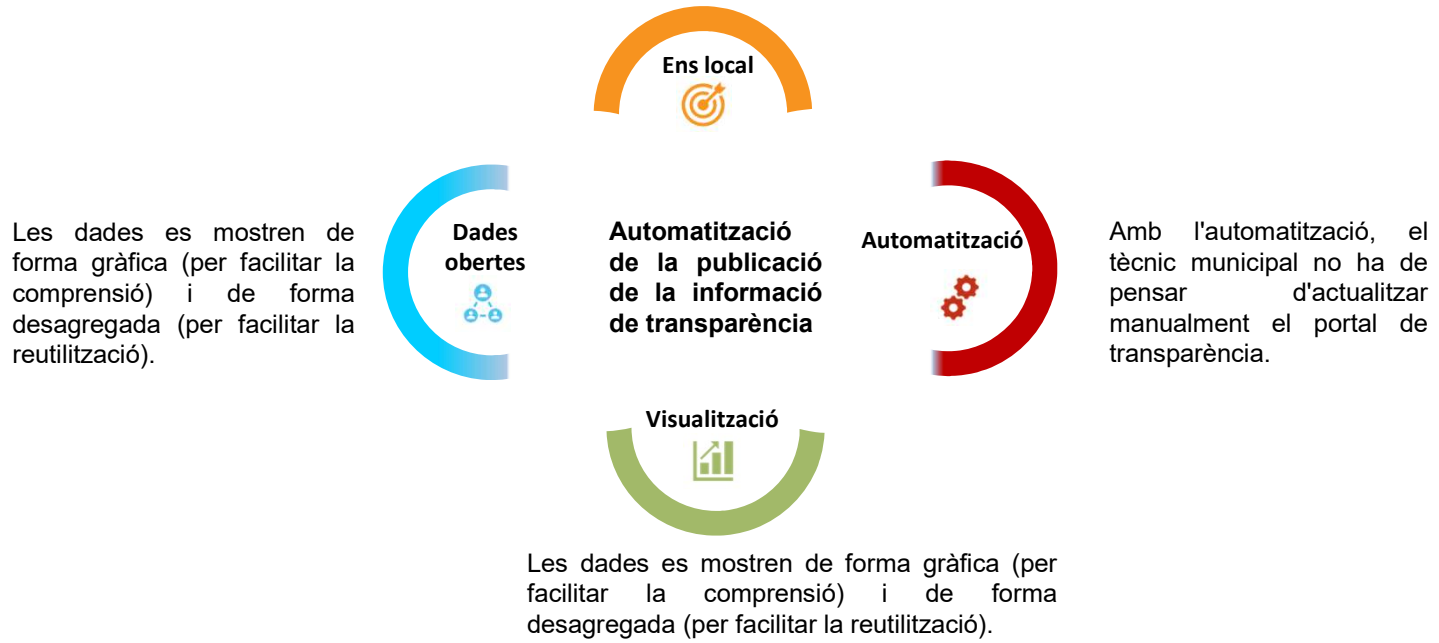 Ens local
Les dades es mostren de
forma gràfica (per facilitar la
comprensió) i de forma
desagregada (per facilitar la
reutilització).
Dades
obertes
Automatització
de la publicació
de la informació
de transparència
Automatització
Amb l'automatització, el
tècnic municipal no ha de
pensar d'actualitzar
manualment el portal de
transparència.
Visualització
Les dades es mostren de forma gràfica (per
facilitar la comprensió) i de forma
desagregada (per facilitar la reutilització).